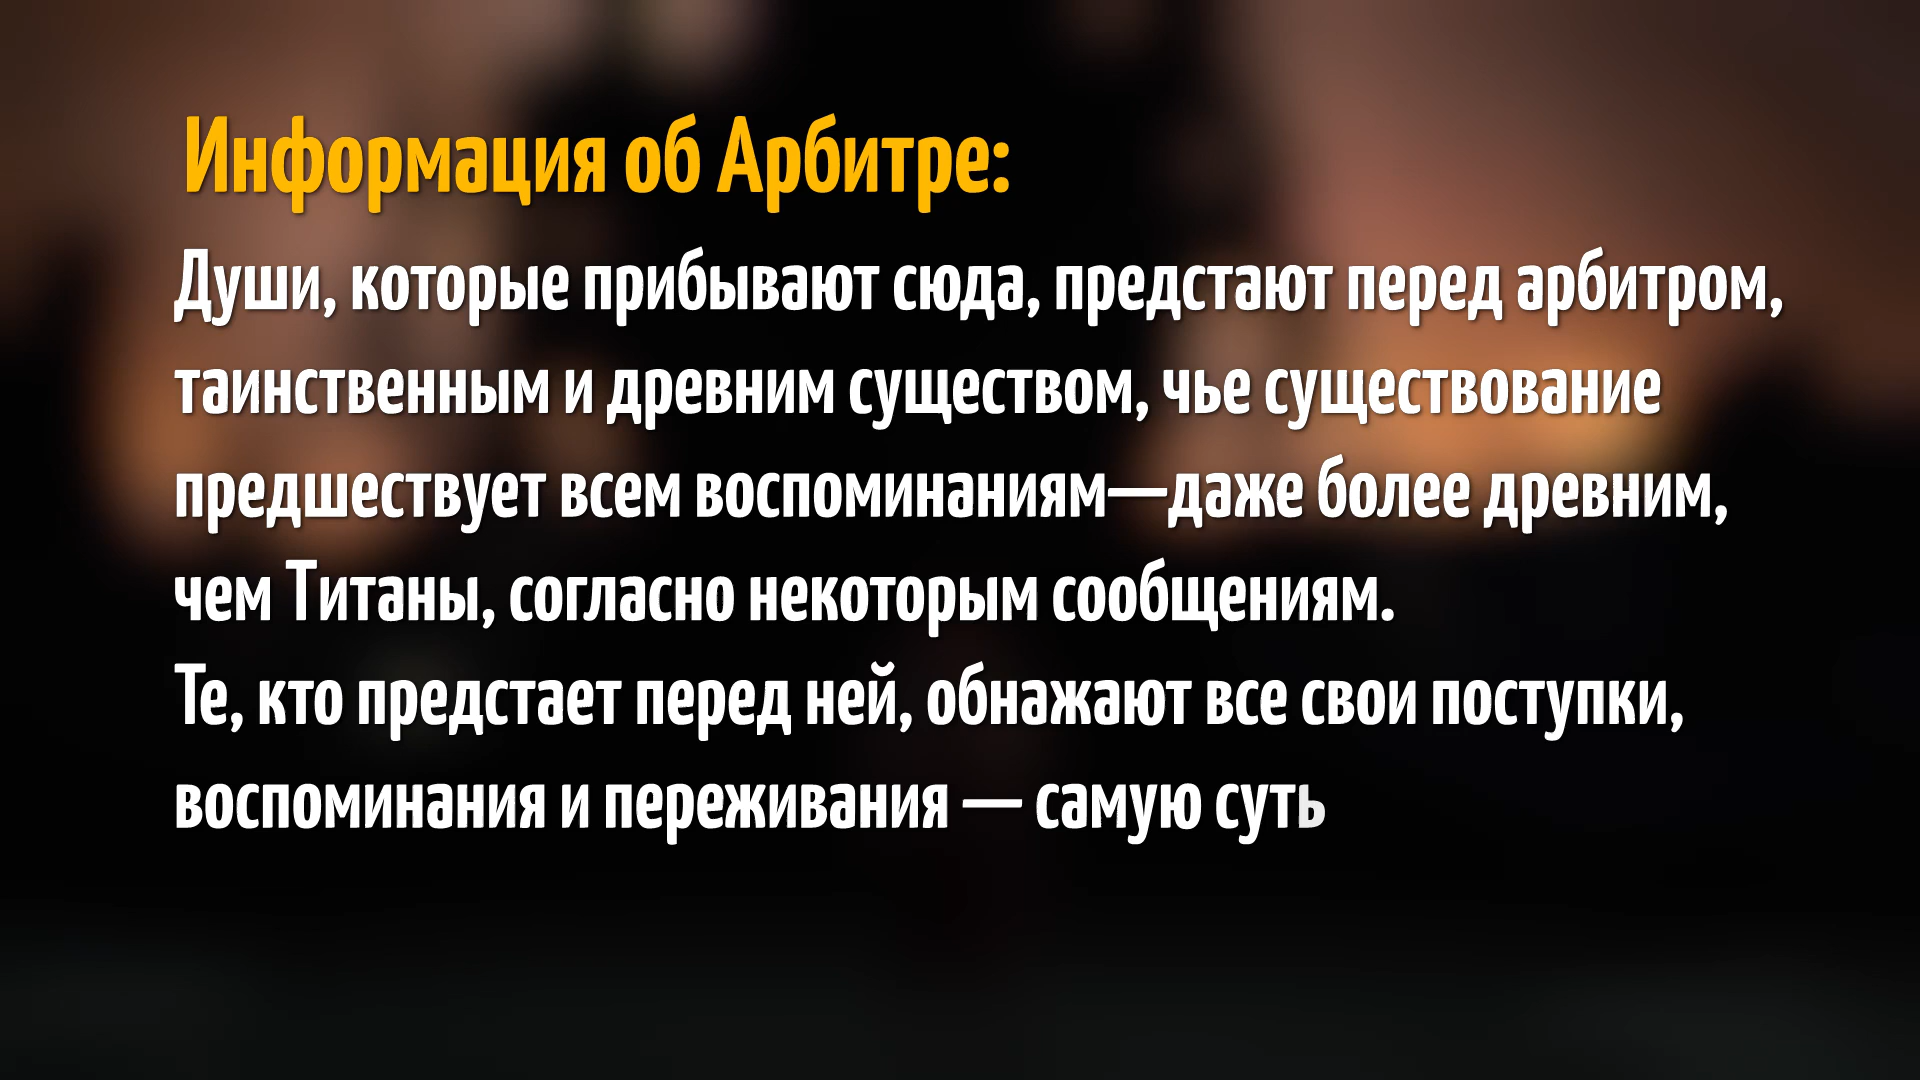 Информация об Арбитре:
Души, которые прибывают сюда, предстают перед арбитром,
таинственным и древним существом, чье существование
предшествует всем воспоминаниям—даже более древним,
чем Титаны, согласно некоторым сообщениям.
Те, кто предстает перед ней, обнажают все свои поступки,
воспоминания и переживания — самую суть